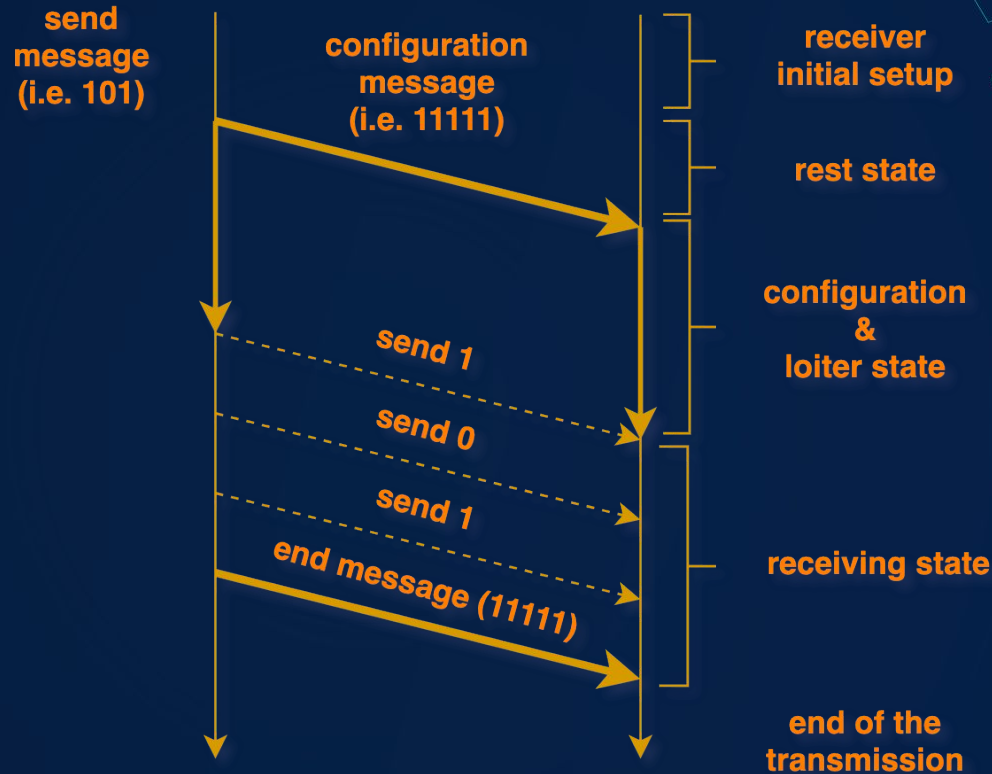 send
message
(i.e. 101)
configuration
message
(i.e. 11111)
receiver
initial setup
rest state
configuration
&
loiter state
send 1
send 0
send 1
end message (11111)
receiving state
end of the
transmission